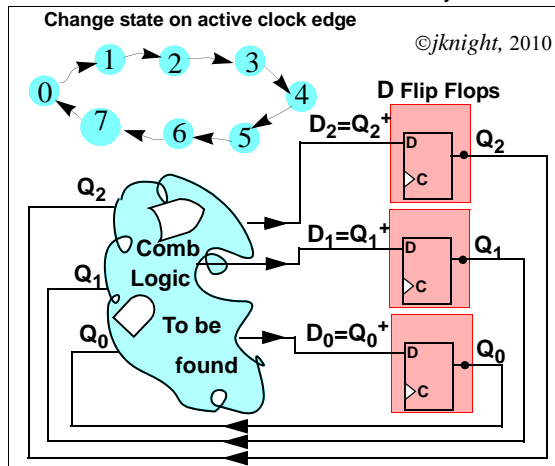 Change state on active clock edge
©jknight, 2010
0 1 2 3 4 5 6 7
D Flip Flops
D₂=Q₂⁺ D Q₂
C
Q₂
Comb
Logic
D₁=Q₁⁺ D Q₁
C
Q₁
To be
found
D₀=Q₀⁺ D Q₀
C
Q₀